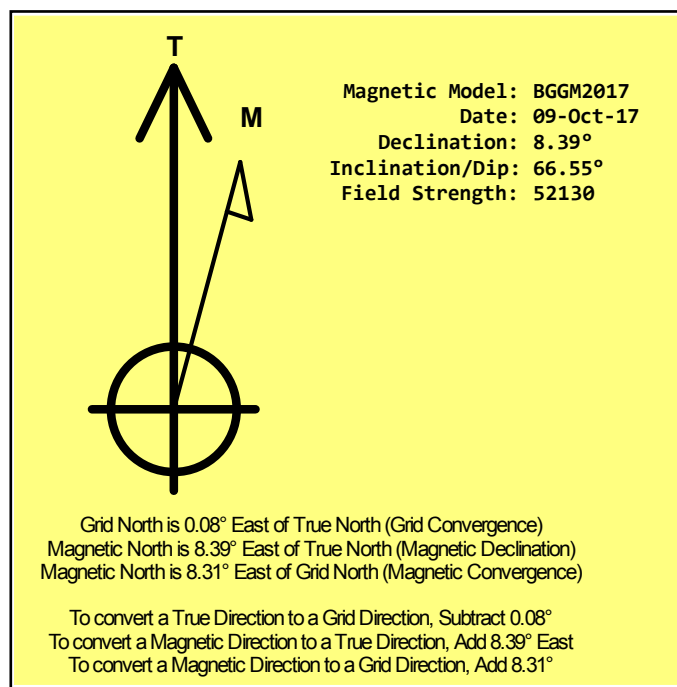 T
M
Magnetic Model: BGGM2017
Date: 09-Oct-17
Declination: 8.39°
Inclination/Dip: 66.55°
Field Strength: 52130
Grid North is 0.08° East of True North (Grid Convergence)
Magnetic North is 8.39° East of True North (Magnetic Declination)
Magnetic North is 8.31° East of Grid North (Magnetic Convergence)
To convert a True Direction to a Grid Direction, Subtract 0.08°
To convert a Magnetic Direction to a True Direction, Add 8.39° East
To convert a Magnetic Direction to a Grid Direction, Add 8.31°